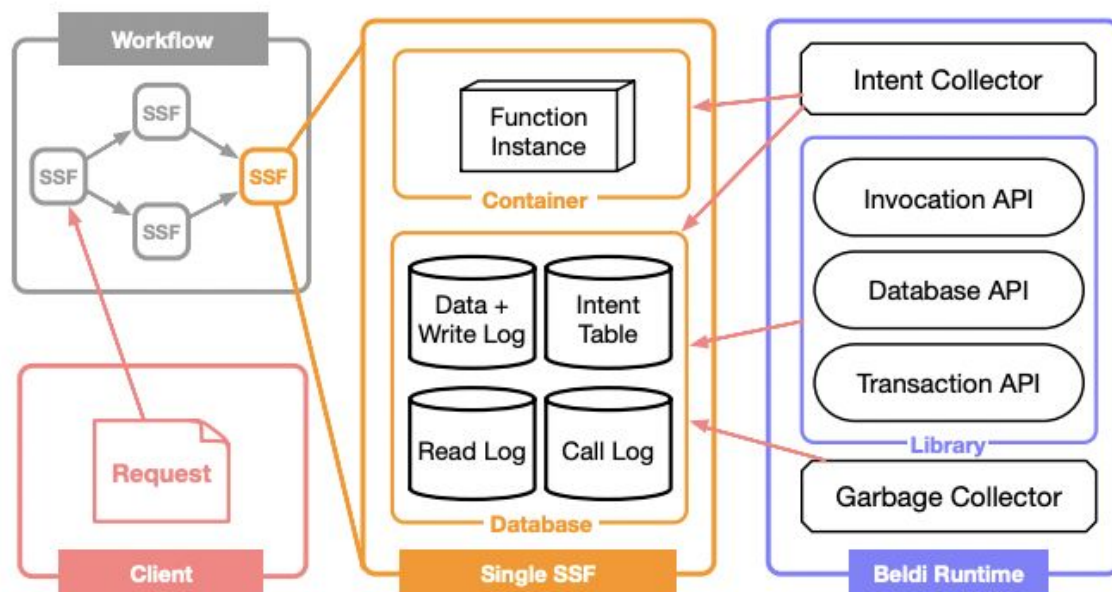 Workflow
SSF
SSF
SSF
SSF
Request
Client
Function
Instance
Container
Data +
Write Log
Intent
Table
Read Log
Call Log
Database
Single SSF
Intent Collector
Invocation API
Database API
Transaction API
Library
Garbage Collector
Beldi Runtime